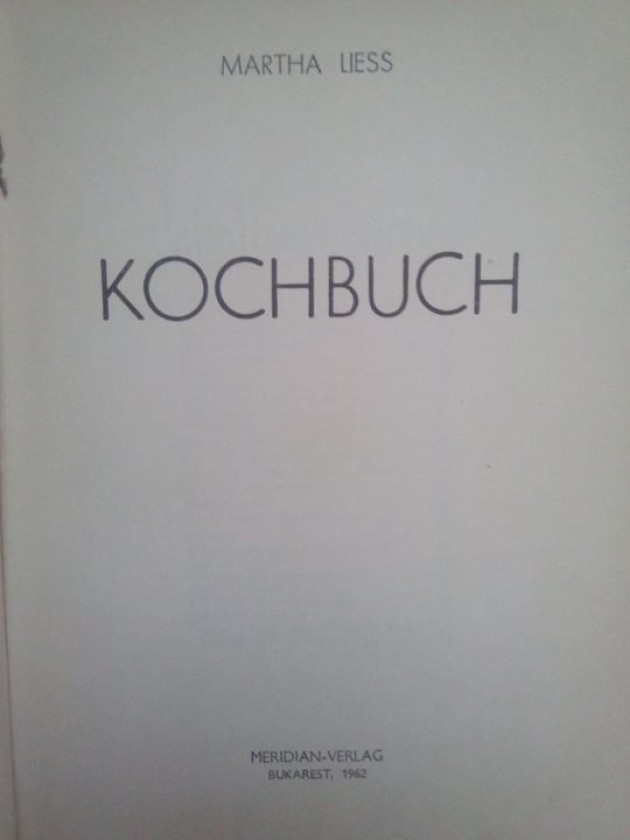 MARTHA LIESS
KOCHBUCH
MERIDIAN-VERLAG
BUKAREST, 1962